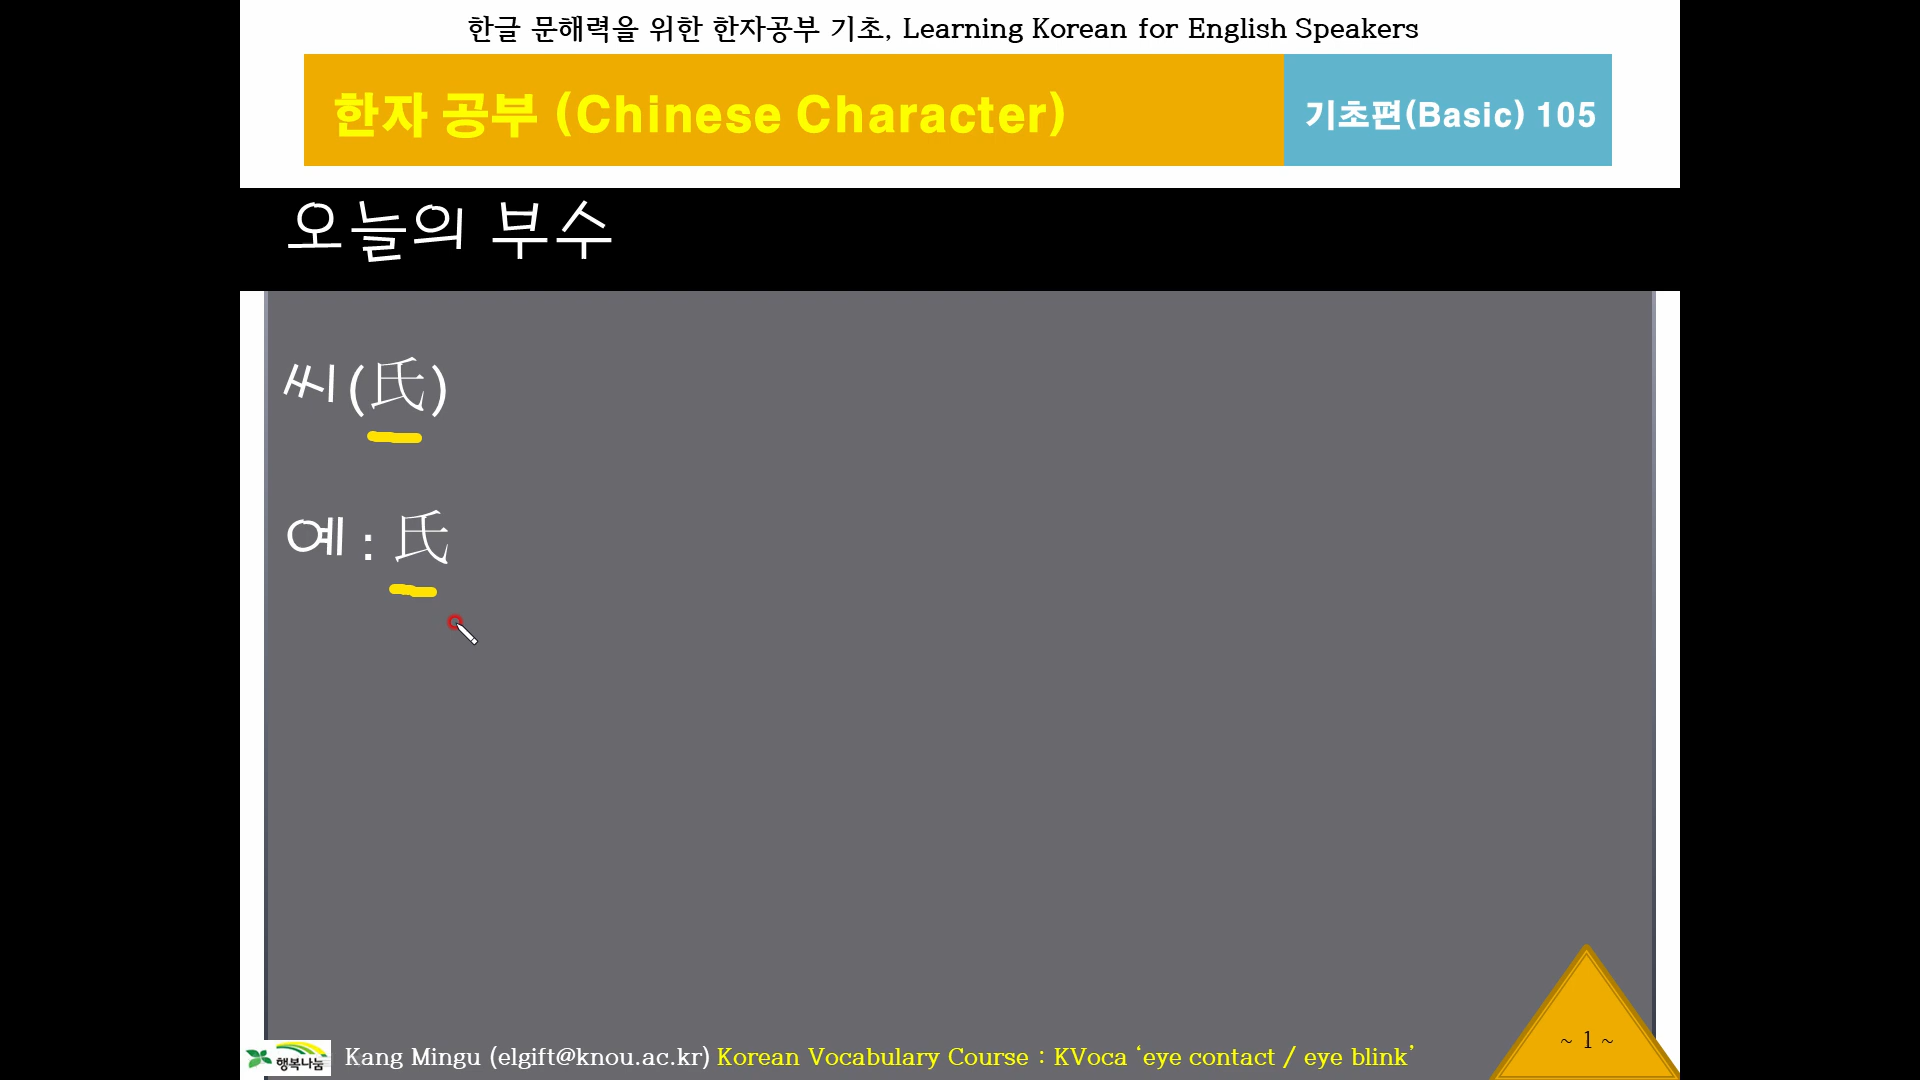 한글 문해력을 위한 한자공부 기초, Learning Korean for English Speakers
한자 공부 (Chinese Character)
기초편(Basic) 105
오늘의 부수
씨(氏)
예: 氏
~ 1 ~
행복나눔
Kang Mingu (elgift@knou.ac.kr) Korean Vocabulary Course : KVoca ‘eye contact / eye blink’